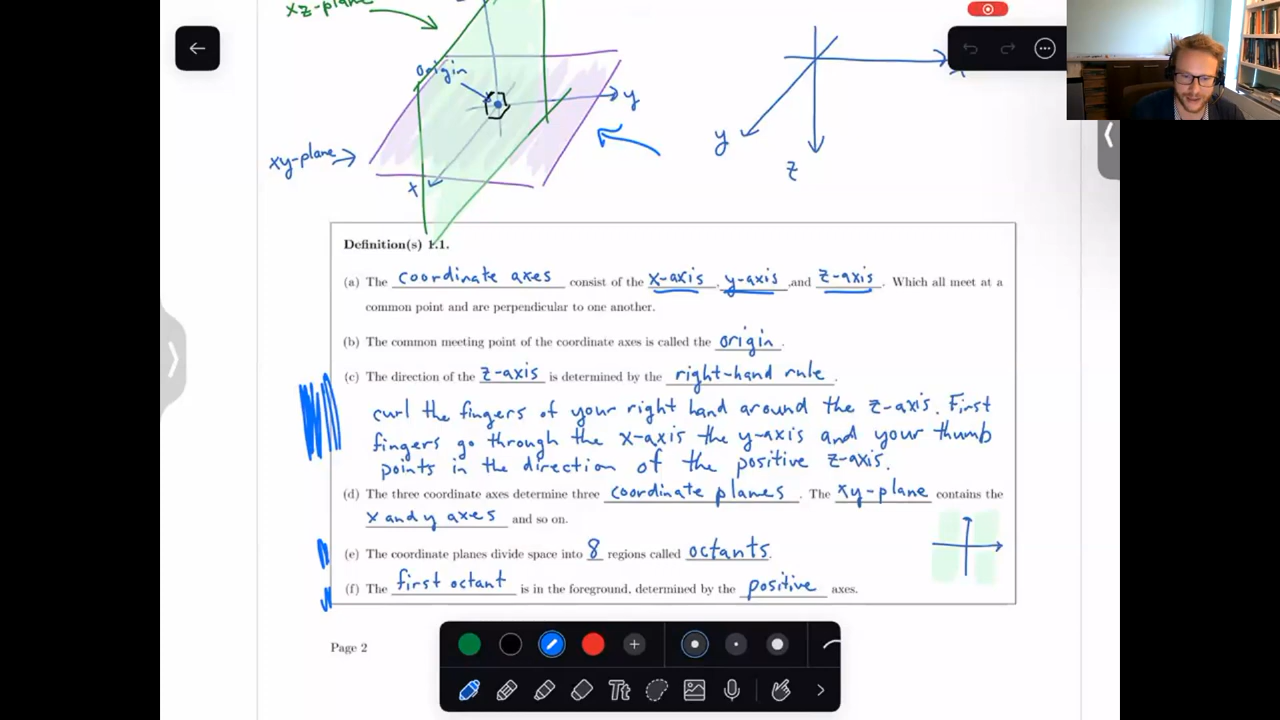 xz-plane
origin
y
xy-plane
x
y
z
Definition(s) 1.1.
(a) The coordinate axes consist of the x-axis, y-axis, and z-axis. Which all meet at a
common point and are perpendicular to one another.
(b) The common meeting point of the coordinate axes is called the origin.
(c) The direction of the z-axis is determined by the right-hand rule.
curl the fingers of your right hand around the z-axis. First
fingers go through the x-axis the y-axis and your thumb
points in the direction of the positive z-axis.
(d) The three coordinate axes determine three coordinate planes. The xy-plane contains the
x and y axes and so on.
(e) The coordinate planes divide space into 8 regions called octants.
(f) The first octant is in the foreground, determined by the positive axes.
Page 2
Tt